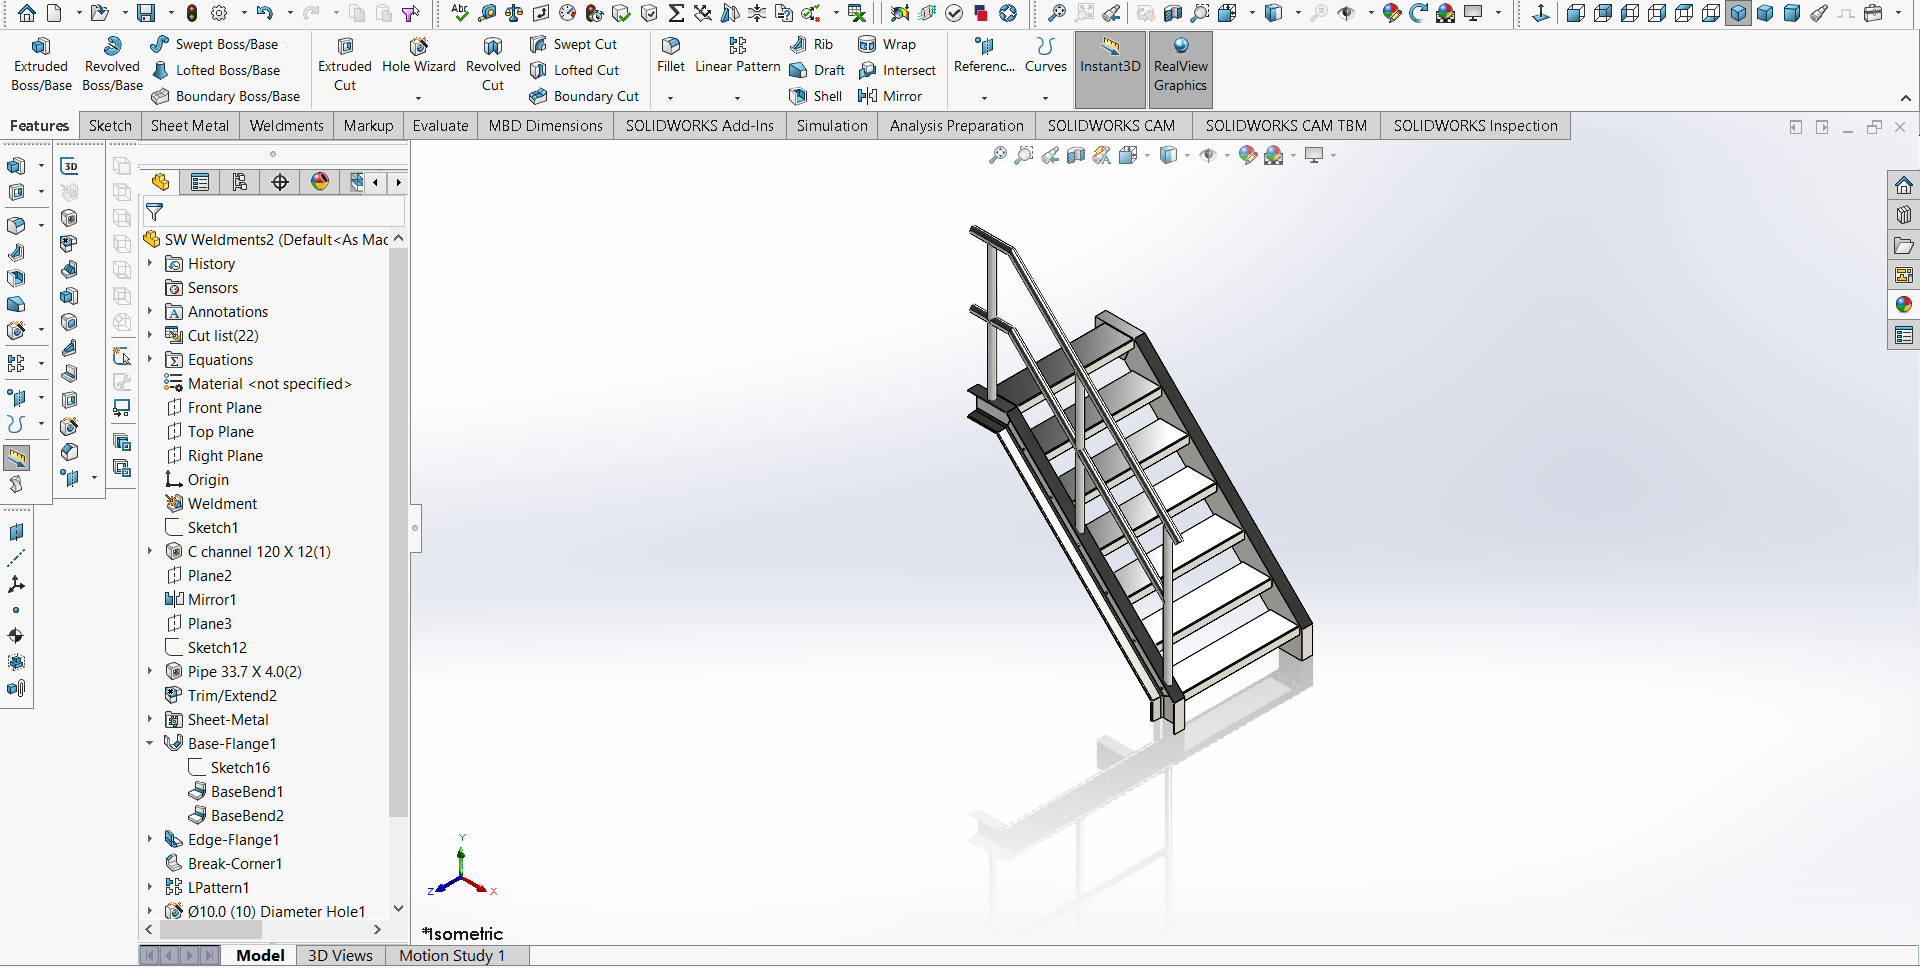 Abc
Extruded Boss/Base
Revolved Boss/Base
Swept Boss/Base
Lofted Boss/Base
Boundary Boss/Base
Extruded Cut
Hole Wizard
Revolved Cut
Swept Cut
Lofted Cut
Boundary Cut
Fillet
Linear Pattern
Rib
Draft
Shell
Wrap
Intersect
Mirror
Referenc...
Curves
Instant3D
RealView Graphics
Features
Sketch
Sheet Metal
Weldments
Markup
Evaluate
MBD Dimensions
SOLIDWORKS Add-Ins
Simulation
Analysis Preparation
SOLIDWORKS CAM
SOLIDWORKS CAM TBM
SOLIDWORKS Inspection
3D
SW Weldments2 (Default<As Mac
History
Sensors
Annotations
Cut list(22)
Equations
Material <not specified>
Front Plane
Top Plane
Right Plane
Origin
Weldment
Sketch1
C channel 120 X 12(1)
Plane2
Mirror1
Plane3
Sketch12
Pipe 33.7 X 4.0(2)
Trim/Extend2
Sheet-Metal
Base-Flange1
Sketch16
BaseBend1
BaseBend2
Edge-Flange1
Break-Corner1
LPattern1
Ø10.0 (10) Diameter Hole1
Y
Z
X
*Isometric
Model
3D Views
Motion Study 1